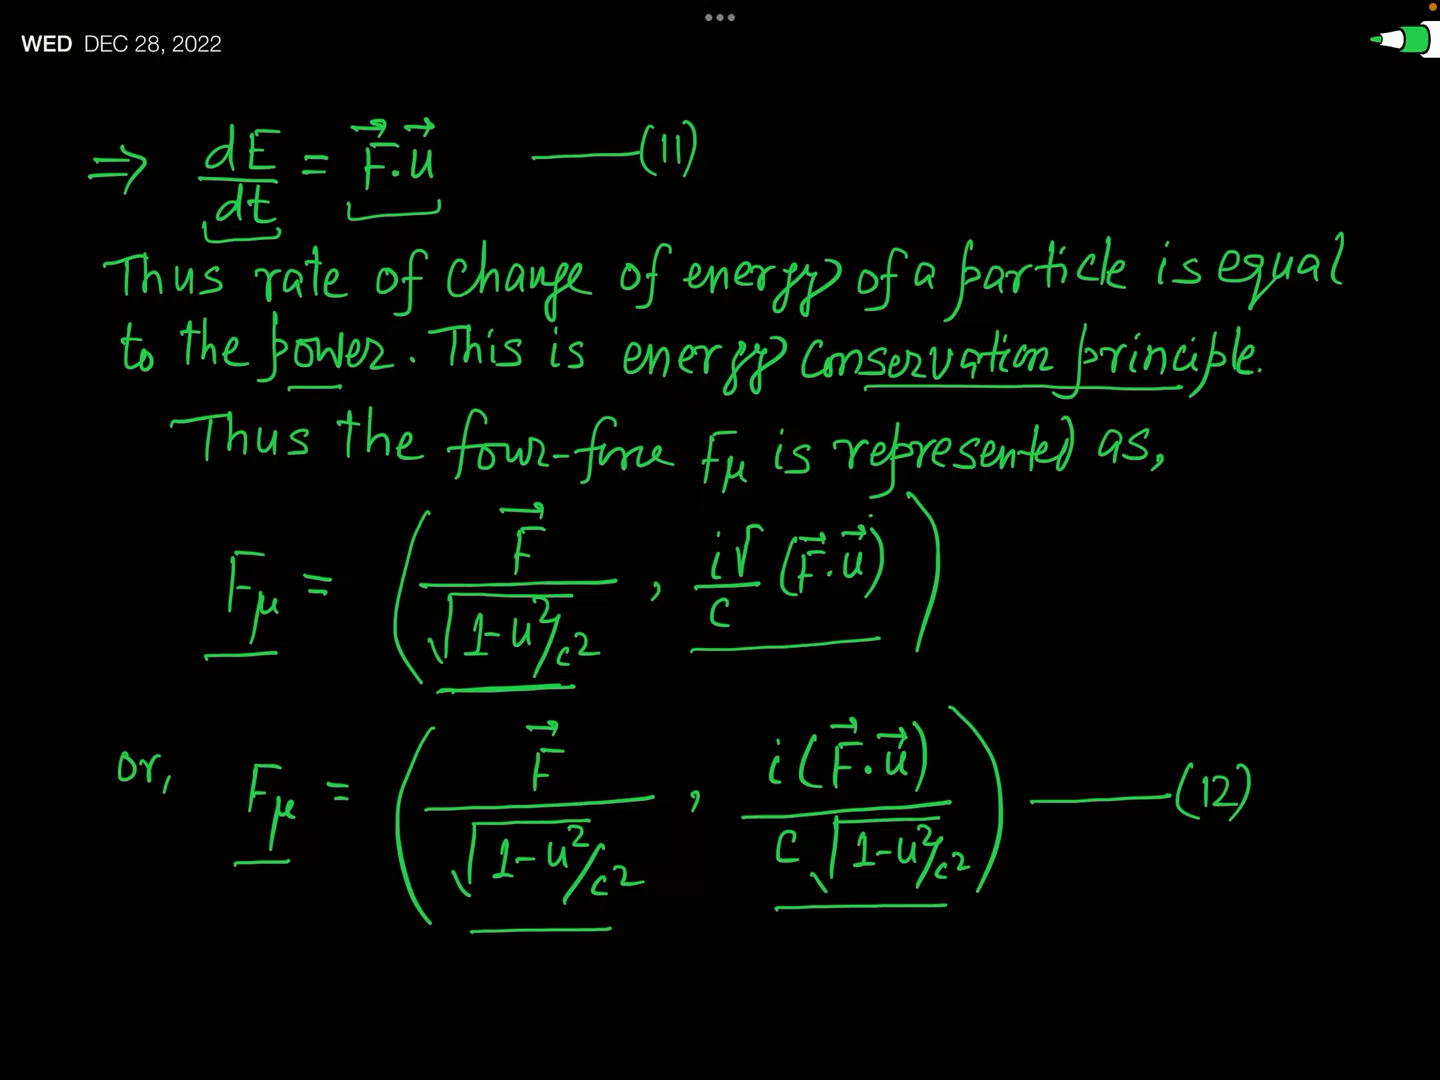 WED DEC 28, 2022
⇒ dE/dt = F⃗.u⃗ ——(11)
Thus rate of change of energy of a particle is equal
to the power. This is energy conservation principle.
Thus the four-force Fμ is represented as,
Fμ = ( F⃗ / √(1-u²/c²) , iγ/c (F⃗.u⃗) )
or, Fμ = ( F⃗ / √(1-u²/c²) , i(F⃗.u⃗) / c√(1-u²/c²) ) ——(12)